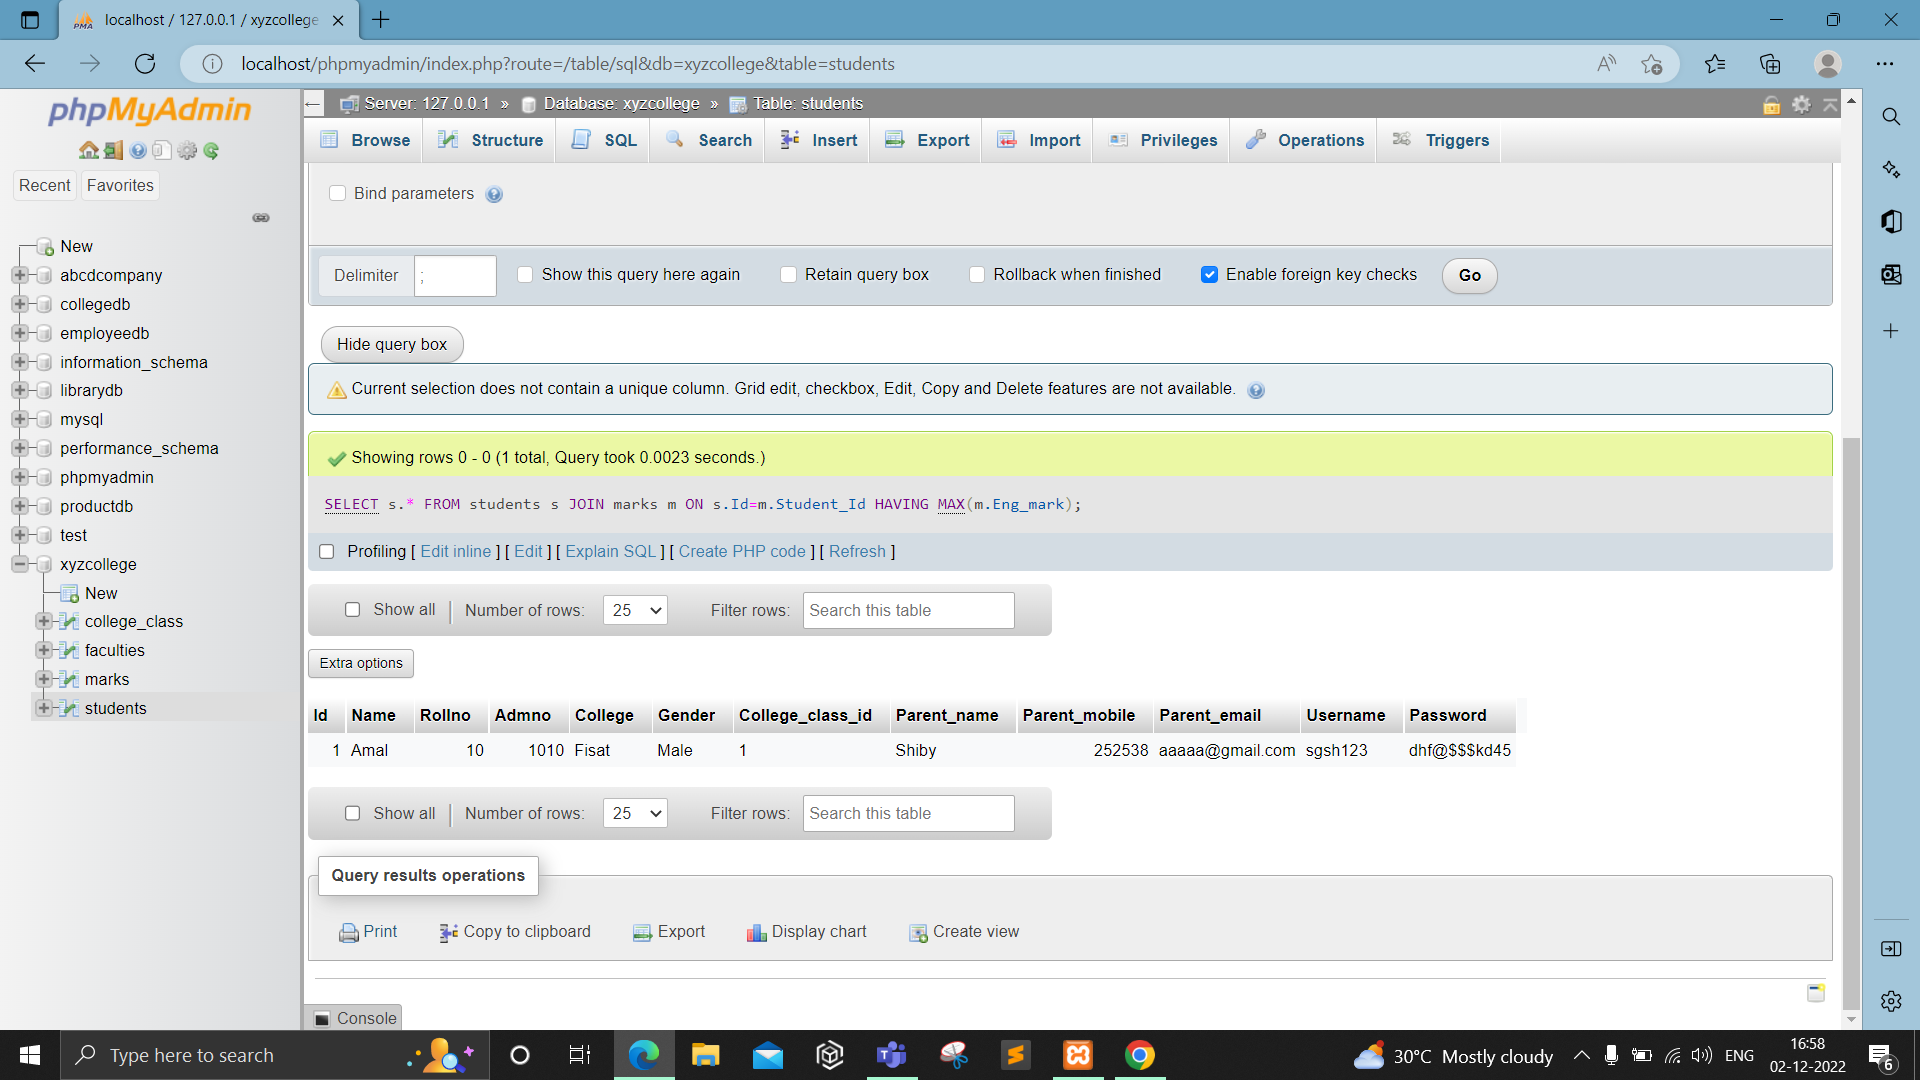 localhost / 127.0.0.1 / xyzcollege
localhost/phpmyadmin/index.php?route=/table/sql&db=xyzcollege&table=students
phpMyAdmin
Recent
Favorites
New
abcdcompany
collegedb
employeedb
information_schema
librarydb
mysql
performance_schema
phpmyadmin
productdb
test
xyzcollege
New
college_class
faculties
marks
students
Server: 127.0.0.1 » Database: xyzcollege » Table: students
Browse Structure SQL Search Insert Export Import Privileges Operations Triggers
Bind parameters
Delimiter ; Show this query here again Retain query box Rollback when finished Enable foreign key checks Go
Hide query box
Current selection does not contain a unique column. Grid edit, checkbox, Edit, Copy and Delete features are not available.
Showing rows 0 - 0 (1 total, Query took 0.0023 seconds.)
SELECT s.* FROM students s JOIN marks m ON s.Id=m.Student_Id HAVING MAX(m.Eng_mark);
Profiling [ Edit inline ] [ Edit ] [ Explain SQL ] [ Create PHP code ] [ Refresh ]
Show all Number of rows: 25 Filter rows: Search this table
Extra options
Id Name Rollno Admno College Gender College_class_id Parent_name Parent_mobile Parent_email Username Password
1 Amal 10 1010 Fisat Male 1 Shiby 252538 aaaaa@gmail.com sgsh123 dhf@$$$kd45
Show all Number of rows: 25 Filter rows: Search this table
Query results operations
Print Copy to clipboard Export Display chart Create view
Console
Type here to search
30°C Mostly cloudy
ENG
16:58
02-12-2022
6